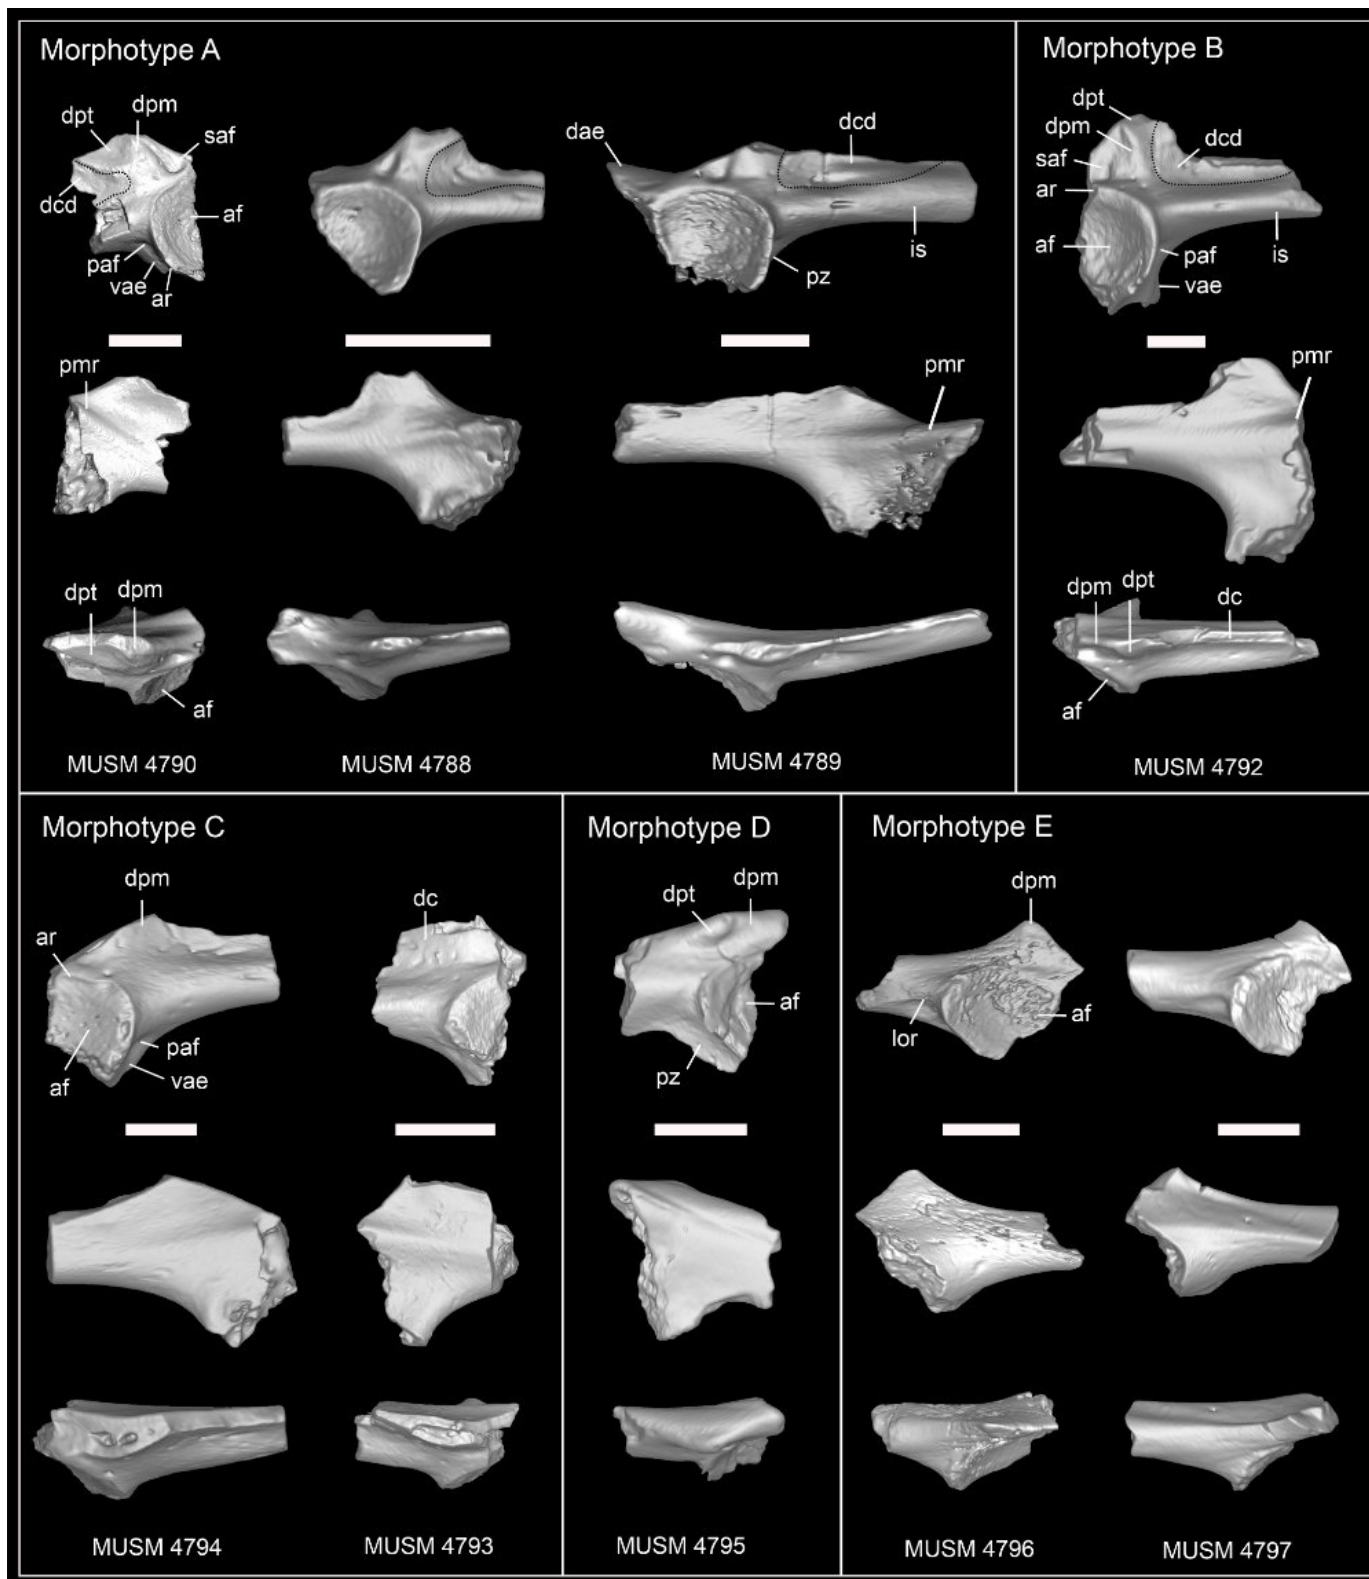 Morphotype A
dpt
dpm
saf
dcd
af
paf
vae
ar
dae
dcd
is
pz
pmr
pmr
dpt
dpm
af
MUSM 4790
MUSM 4788
MUSM 4789
Morphotype B
dpt
dpm
dcd
saf
ar
af
paf
is
vae
pmr
dpm
dpt
dc
af
MUSM 4792
Morphotype C
dpm
ar
dc
paf
af
vae
MUSM 4794
MUSM 4793
Morphotype D
dpt
dpm
af
pz
MUSM 4795
Morphotype E
dpm
lor
af
MUSM 4796
MUSM 4797